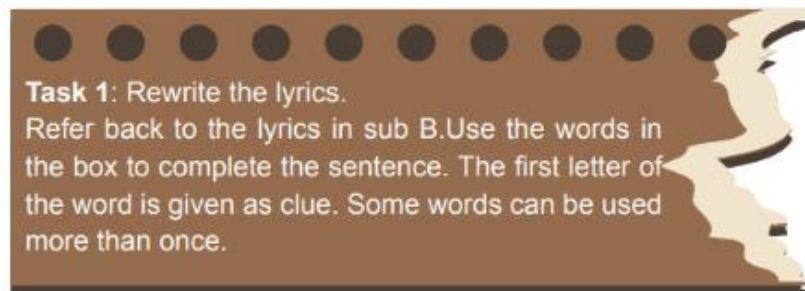 Task 1: Rewrite the lyrics.
Refer back to the lyrics in sub B.Use the words in
the box to complete the sentence. The first letter of
the word is given as clue. Some words can be used
more than once.